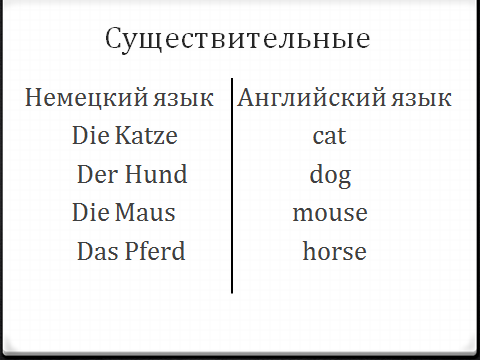 Существительные
Немецкий язык Английский язык
Die Katze cat
Der Hund dog
Die Maus mouse
Das Pferd horse